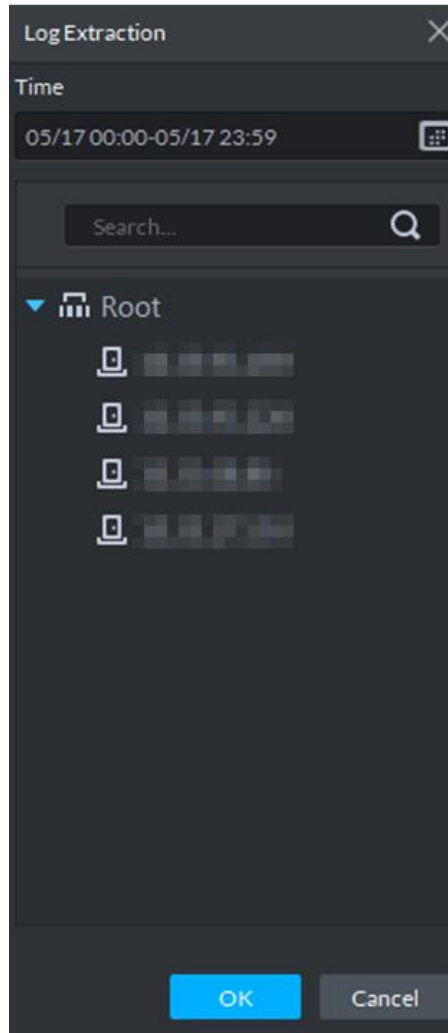 Log Extraction
Time
05/17 00:00-05/17 23:59
Search...
Root
OK Cancel